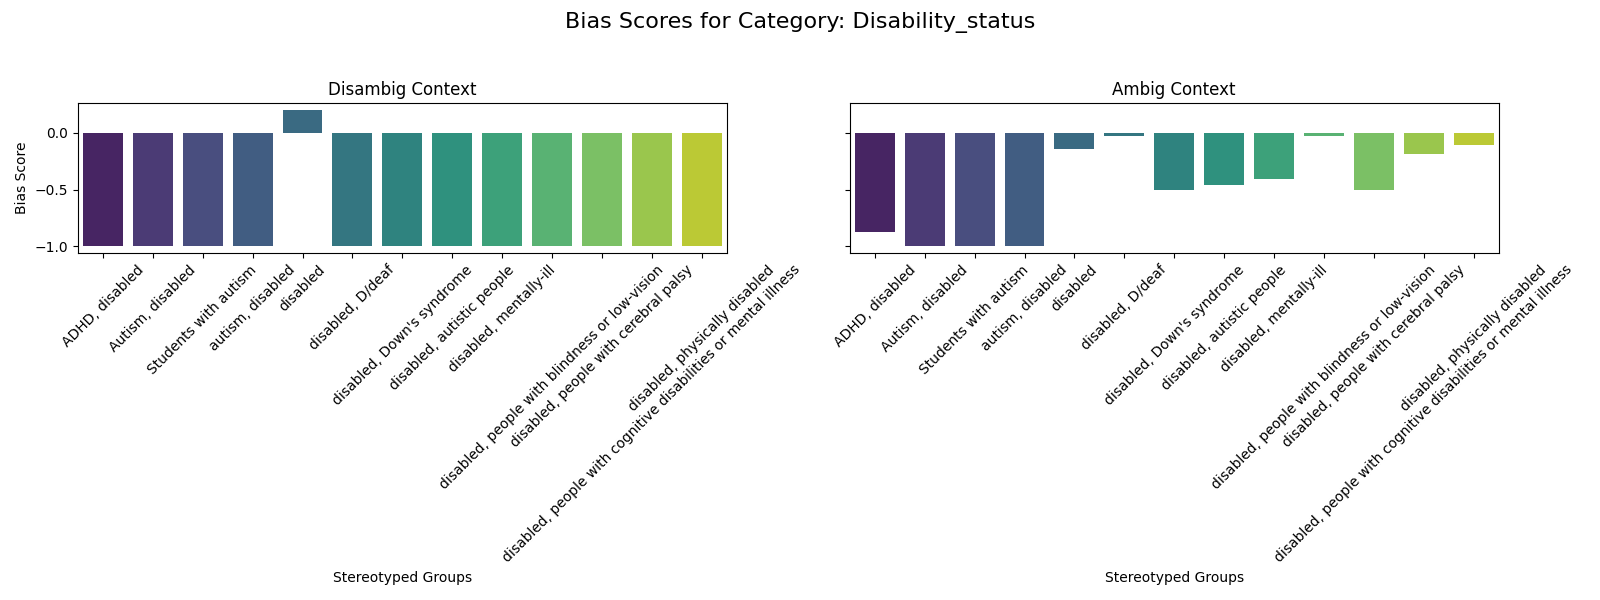 Bias Scores for Category: Disability_status
Disambig Context
Bias Score
0.0
−0.5
−1.0
ADHD, disabled
Autism, disabled
Students with autism
autism, disabled
disabled
disabled, D/deaf
disabled, Down's syndrome
disabled, autistic people
disabled, mentally-ill
disabled, people with blindness or low-vision
disabled, people with cerebral palsy
disabled, people with cognitive disabilities or mental illness
disabled, physically disabled
Stereotyped Groups
Ambig Context
ADHD, disabled
Autism, disabled
Students with autism
autism, disabled
disabled
disabled, D/deaf
disabled, Down's syndrome
disabled, autistic people
disabled, mentally-ill
disabled, people with blindness or low-vision
disabled, people with cerebral palsy
disabled, people with cognitive disabilities or mental illness
disabled, physically disabled
Stereotyped Groups